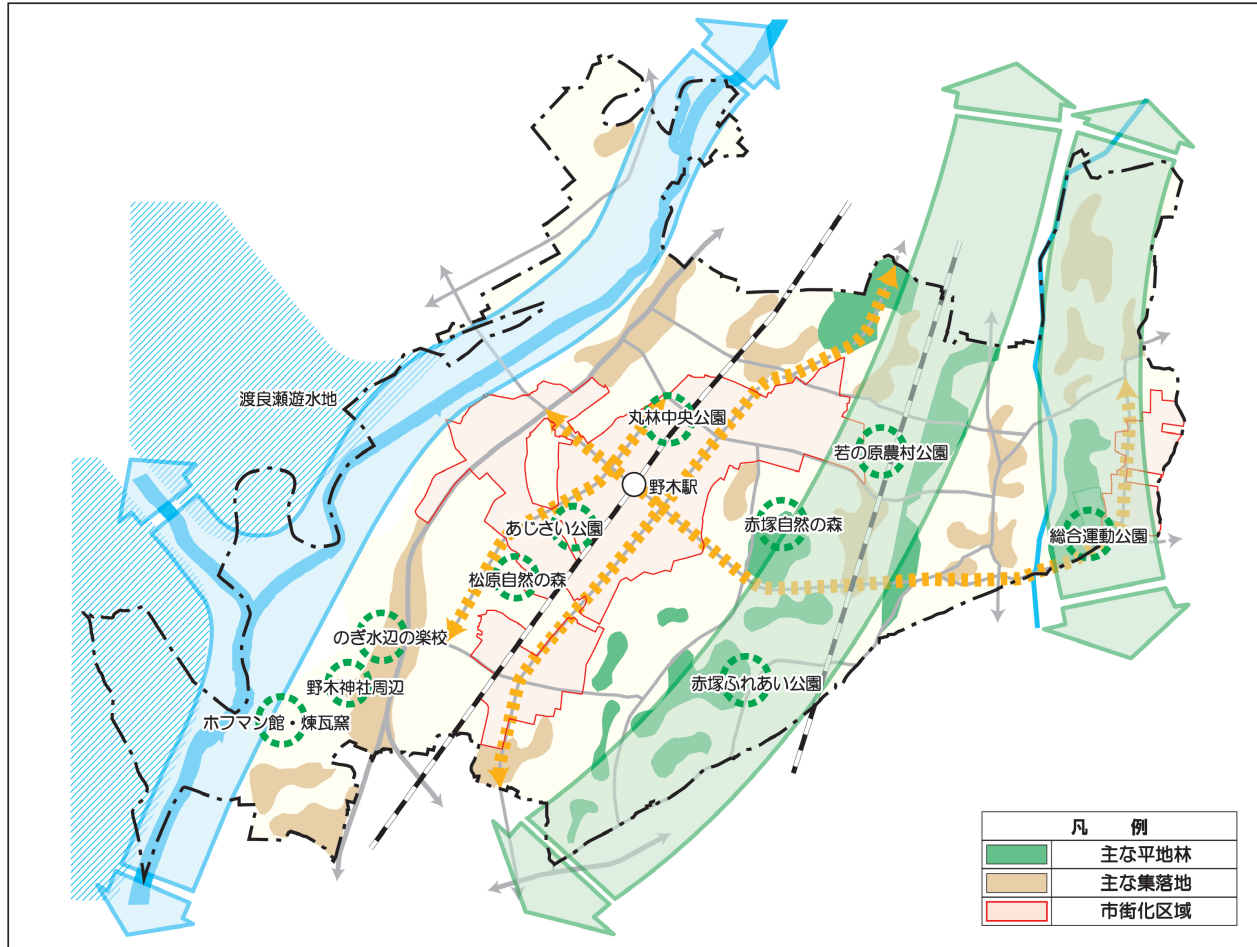 渡良瀬遊水地
丸林中央公園
若の原農村公園
野木駅
あじさい公園
赤塚自然の森
総合運動公園
松原自然の森
のぎ水辺の楽校
野木神社周辺
赤塚ふれあい公園
ホフマン館・煉瓦窯
凡 例
主な平地林
主な集落地
市街化区域